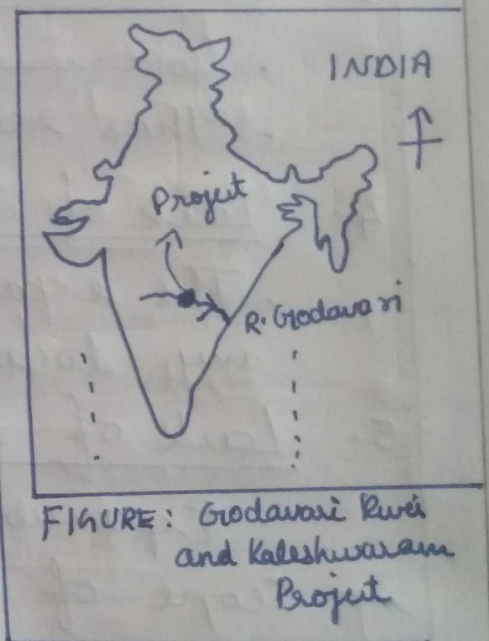 INDIA
Project
R. Godavari
FIGURE: Godavari River
and Kaleshwaram
Project